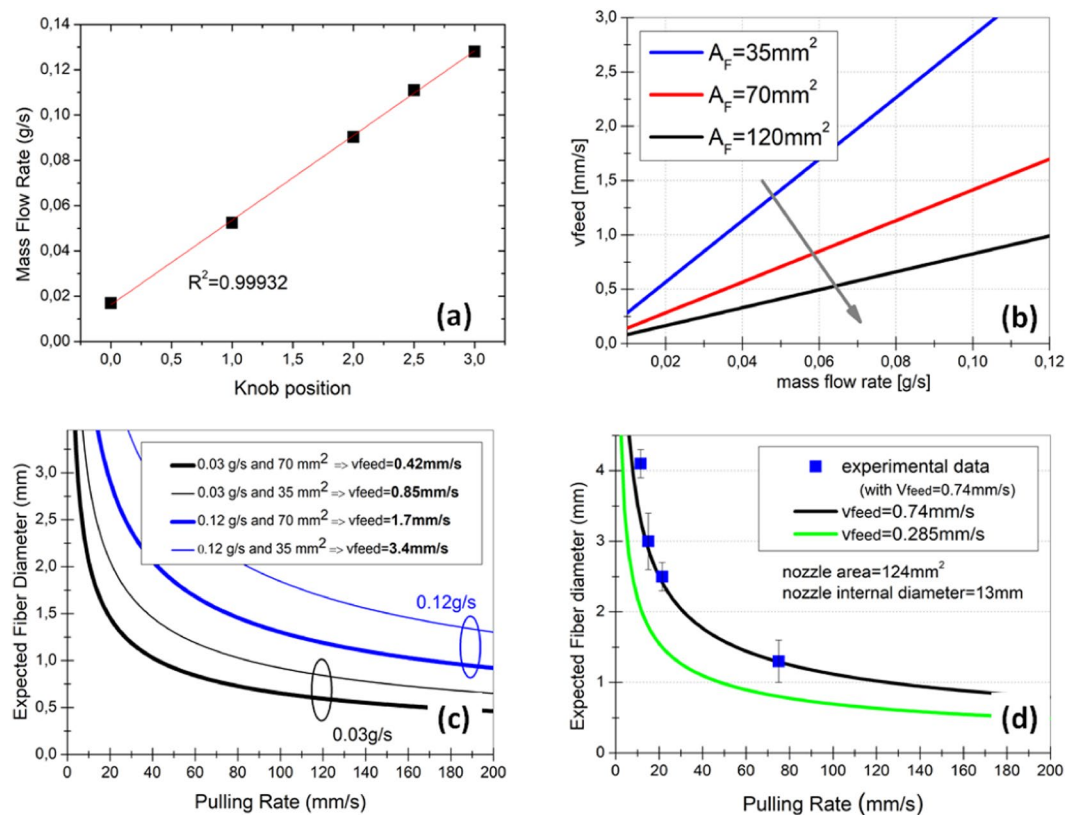 0,14
0,12
0,10
0,08
0,06
0,04
0,02
0,00
Mass Flow Rate (g/s)
R²=0.99932
(a)
0,0 0,5 1,0 1,5 2,0 2,5 3,0
Knob position
3,0
2,5
2,0
1,5
1,0
0,5
0,0
vfeed [mm/s]
A_F=35mm²
A_F=70mm²
A_F=120mm²
(b)
0,02 0,04 0,06 0,08 0,10 0,12
mass flow rate [g/s]
3,0
2,5
2,0
1,5
1,0
0,5
0,0
Expected Fiber Diameter (mm)
0.03 g/s and 70 mm² => vfeed=0.42mm/s
0.03 g/s and 35 mm² => vfeed=0.85mm/s
0.12 g/s and 70 mm² => vfeed=1.7mm/s
0.12 g/s and 35 mm² => vfeed=3.4mm/s
0.12g/s
0.03g/s
(c)
0 20 40 60 80 100 120 140 160 180 200
Pulling Rate (mm/s)
4
3
2
1
0
Expected Fiber diameter (mm)
experimental data
(with Vfeed=0.74mm/s)
vfeed=0.74mm/s
vfeed=0.285mm/s
nozzle area=124mm²
nozzle internal diameter=13mm
(d)
0 20 40 60 80 100 120 140 160 180 200
Pulling Rate (mm/s)